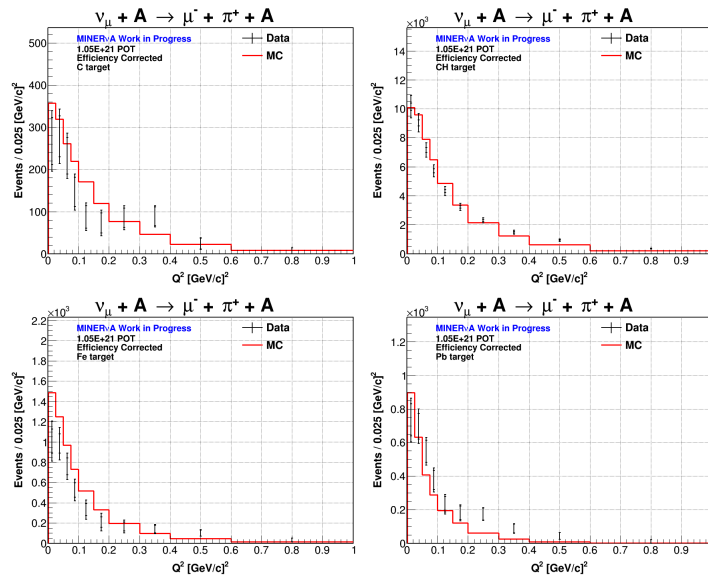 νμ + A → μ- + π+ + A
Events / 0.025 [GeV/c]²
MINERνA Work in Progress
1.05E+21 POT
Efficiency Corrected
C target
Data
MC
500
400
300
200
100
0
0 0.1 0.2 0.3 0.4 0.5 0.6 0.7 0.8 0.9 1
Q² [GeV/c]²
νμ + A → μ- + π+ + A
×10³
Events / 0.025 [GeV/c]²
MINERνA Work in Progress
1.05E+21 POT
Efficiency Corrected
CH target
Data
MC
14
12
10
8
6
4
2
0
0 0.1 0.2 0.3 0.4 0.5 0.6 0.7 0.8 0.9 1
Q² [GeV/c]²
νμ + A → μ- + π+ + A
×10³
Events / 0.025 [GeV/c]²
MINERνA Work in Progress
1.05E+21 POT
Efficiency Corrected
Fe target
Data
MC
2.2
2
1.8
1.6
1.4
1.2
1
0.8
0.6
0.4
0.2
0
0 0.1 0.2 0.3 0.4 0.5 0.6 0.7 0.8 0.9 1
Q² [GeV/c]²
νμ + A → μ- + π+ + A
×10³
Events / 0.025 [GeV/c]²
MINERνA Work in Progress
1.05E+21 POT
Efficiency Corrected
Pb target
Data
MC
1.2
1
0.8
0.6
0.4
0.2
0
0 0.1 0.2 0.3 0.4 0.5 0.6 0.7 0.8 0.9 1
Q² [GeV/c]²